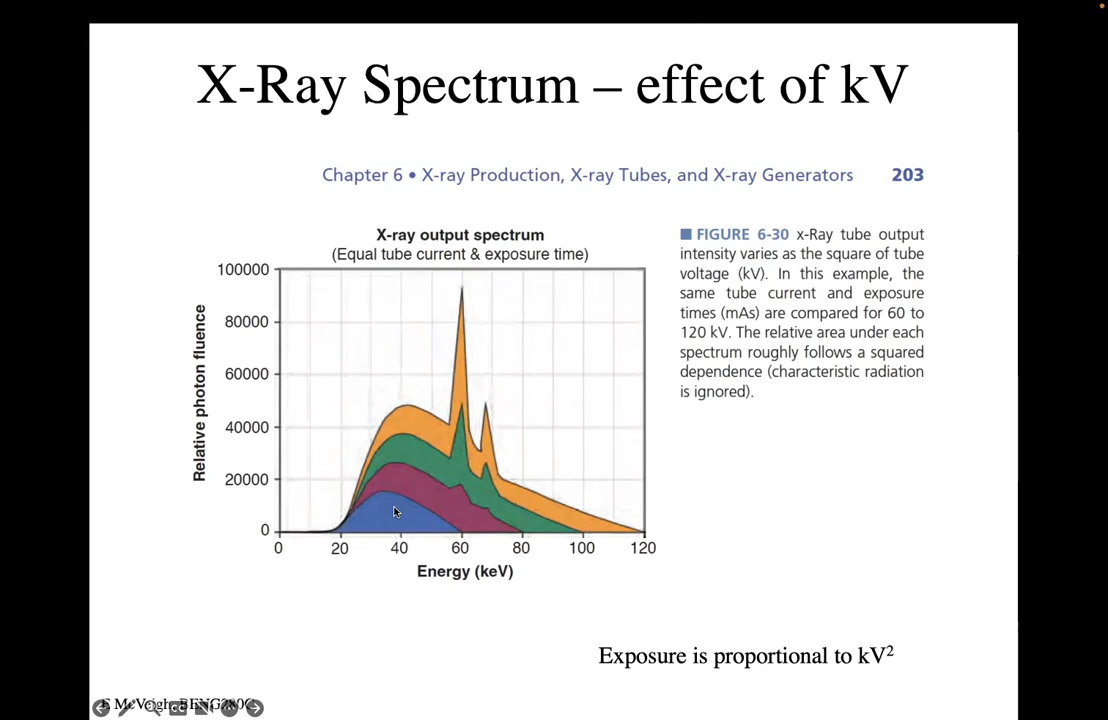 X-Ray Spectrum – effect of kV
Chapter 6 • X-ray Production, X-ray Tubes, and X-ray Generators 203
X-ray output spectrum
(Equal tube current & exposure time)
100000
80000
60000
40000
20000
0
Relative photon fluence
0 20 40 60 80 100 120
Energy (keV)
■ FIGURE 6-30 x-Ray tube output
intensity varies as the square of tube
voltage (kV). In this example, the
same tube current and exposure
times (mAs) are compared for 60 to
120 kV. The relative area under each
spectrum roughly follows a squared
dependence (characteristic radiation
is ignored).
Exposure is proportional to kV²